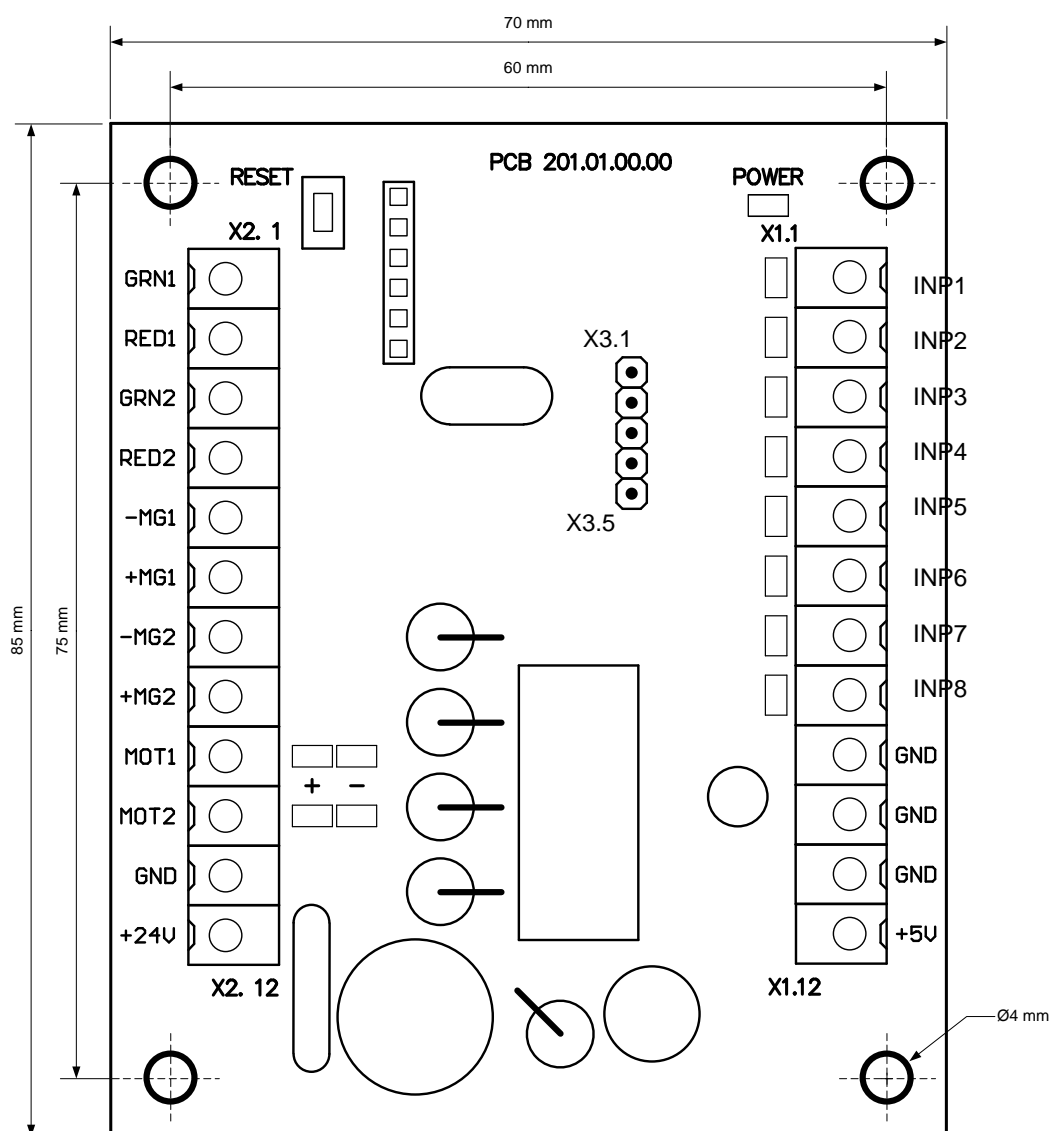 70 mm
60 mm
PCB 201.01.00.00
RESET
POWER
X2. 1
X1.1
GRN1
INP1
RED1
INP2
X3.1
GRN2
INP3
RED2
INP4
-MG1
INP5
X3.5
+MG1
INP6
-MG2
INP7
+MG2
INP8
MOT1
GND
+ -
MOT2
GND
GND
GND
+24V
+5V
X2. 12
X1.12
Ø4 mm
85 mm
75 mm